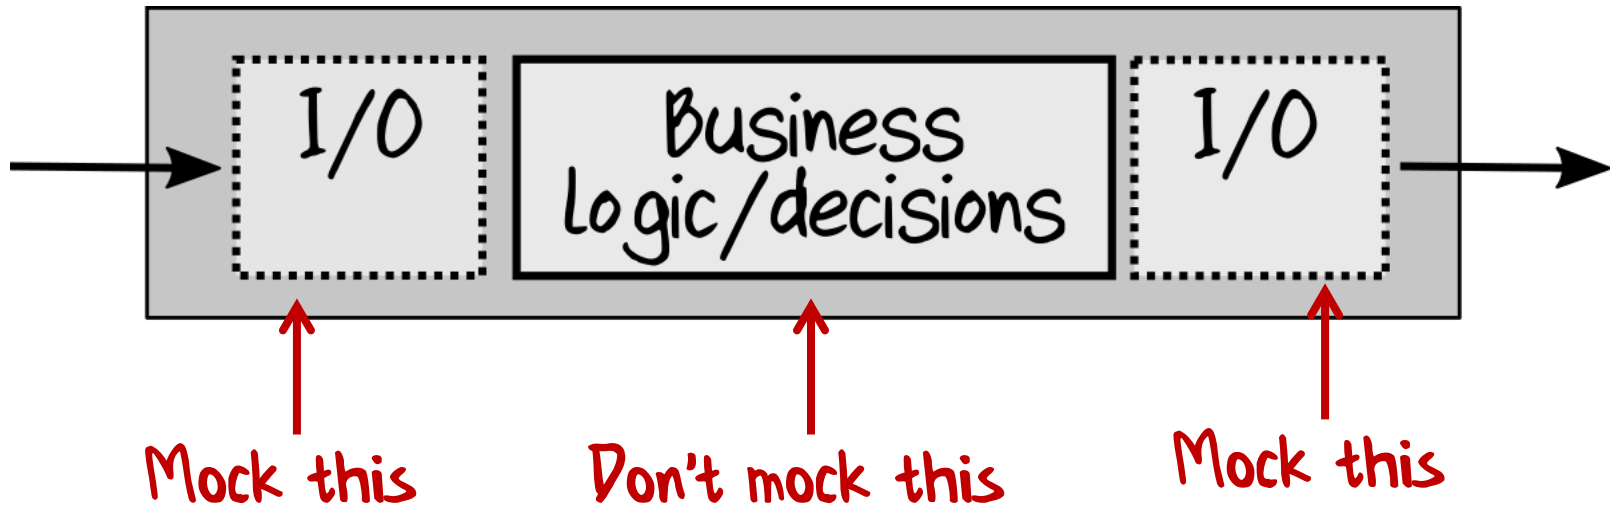 I/O
Business
Logic/decisions
I/O
Mock this
Don't mock this
Mock this